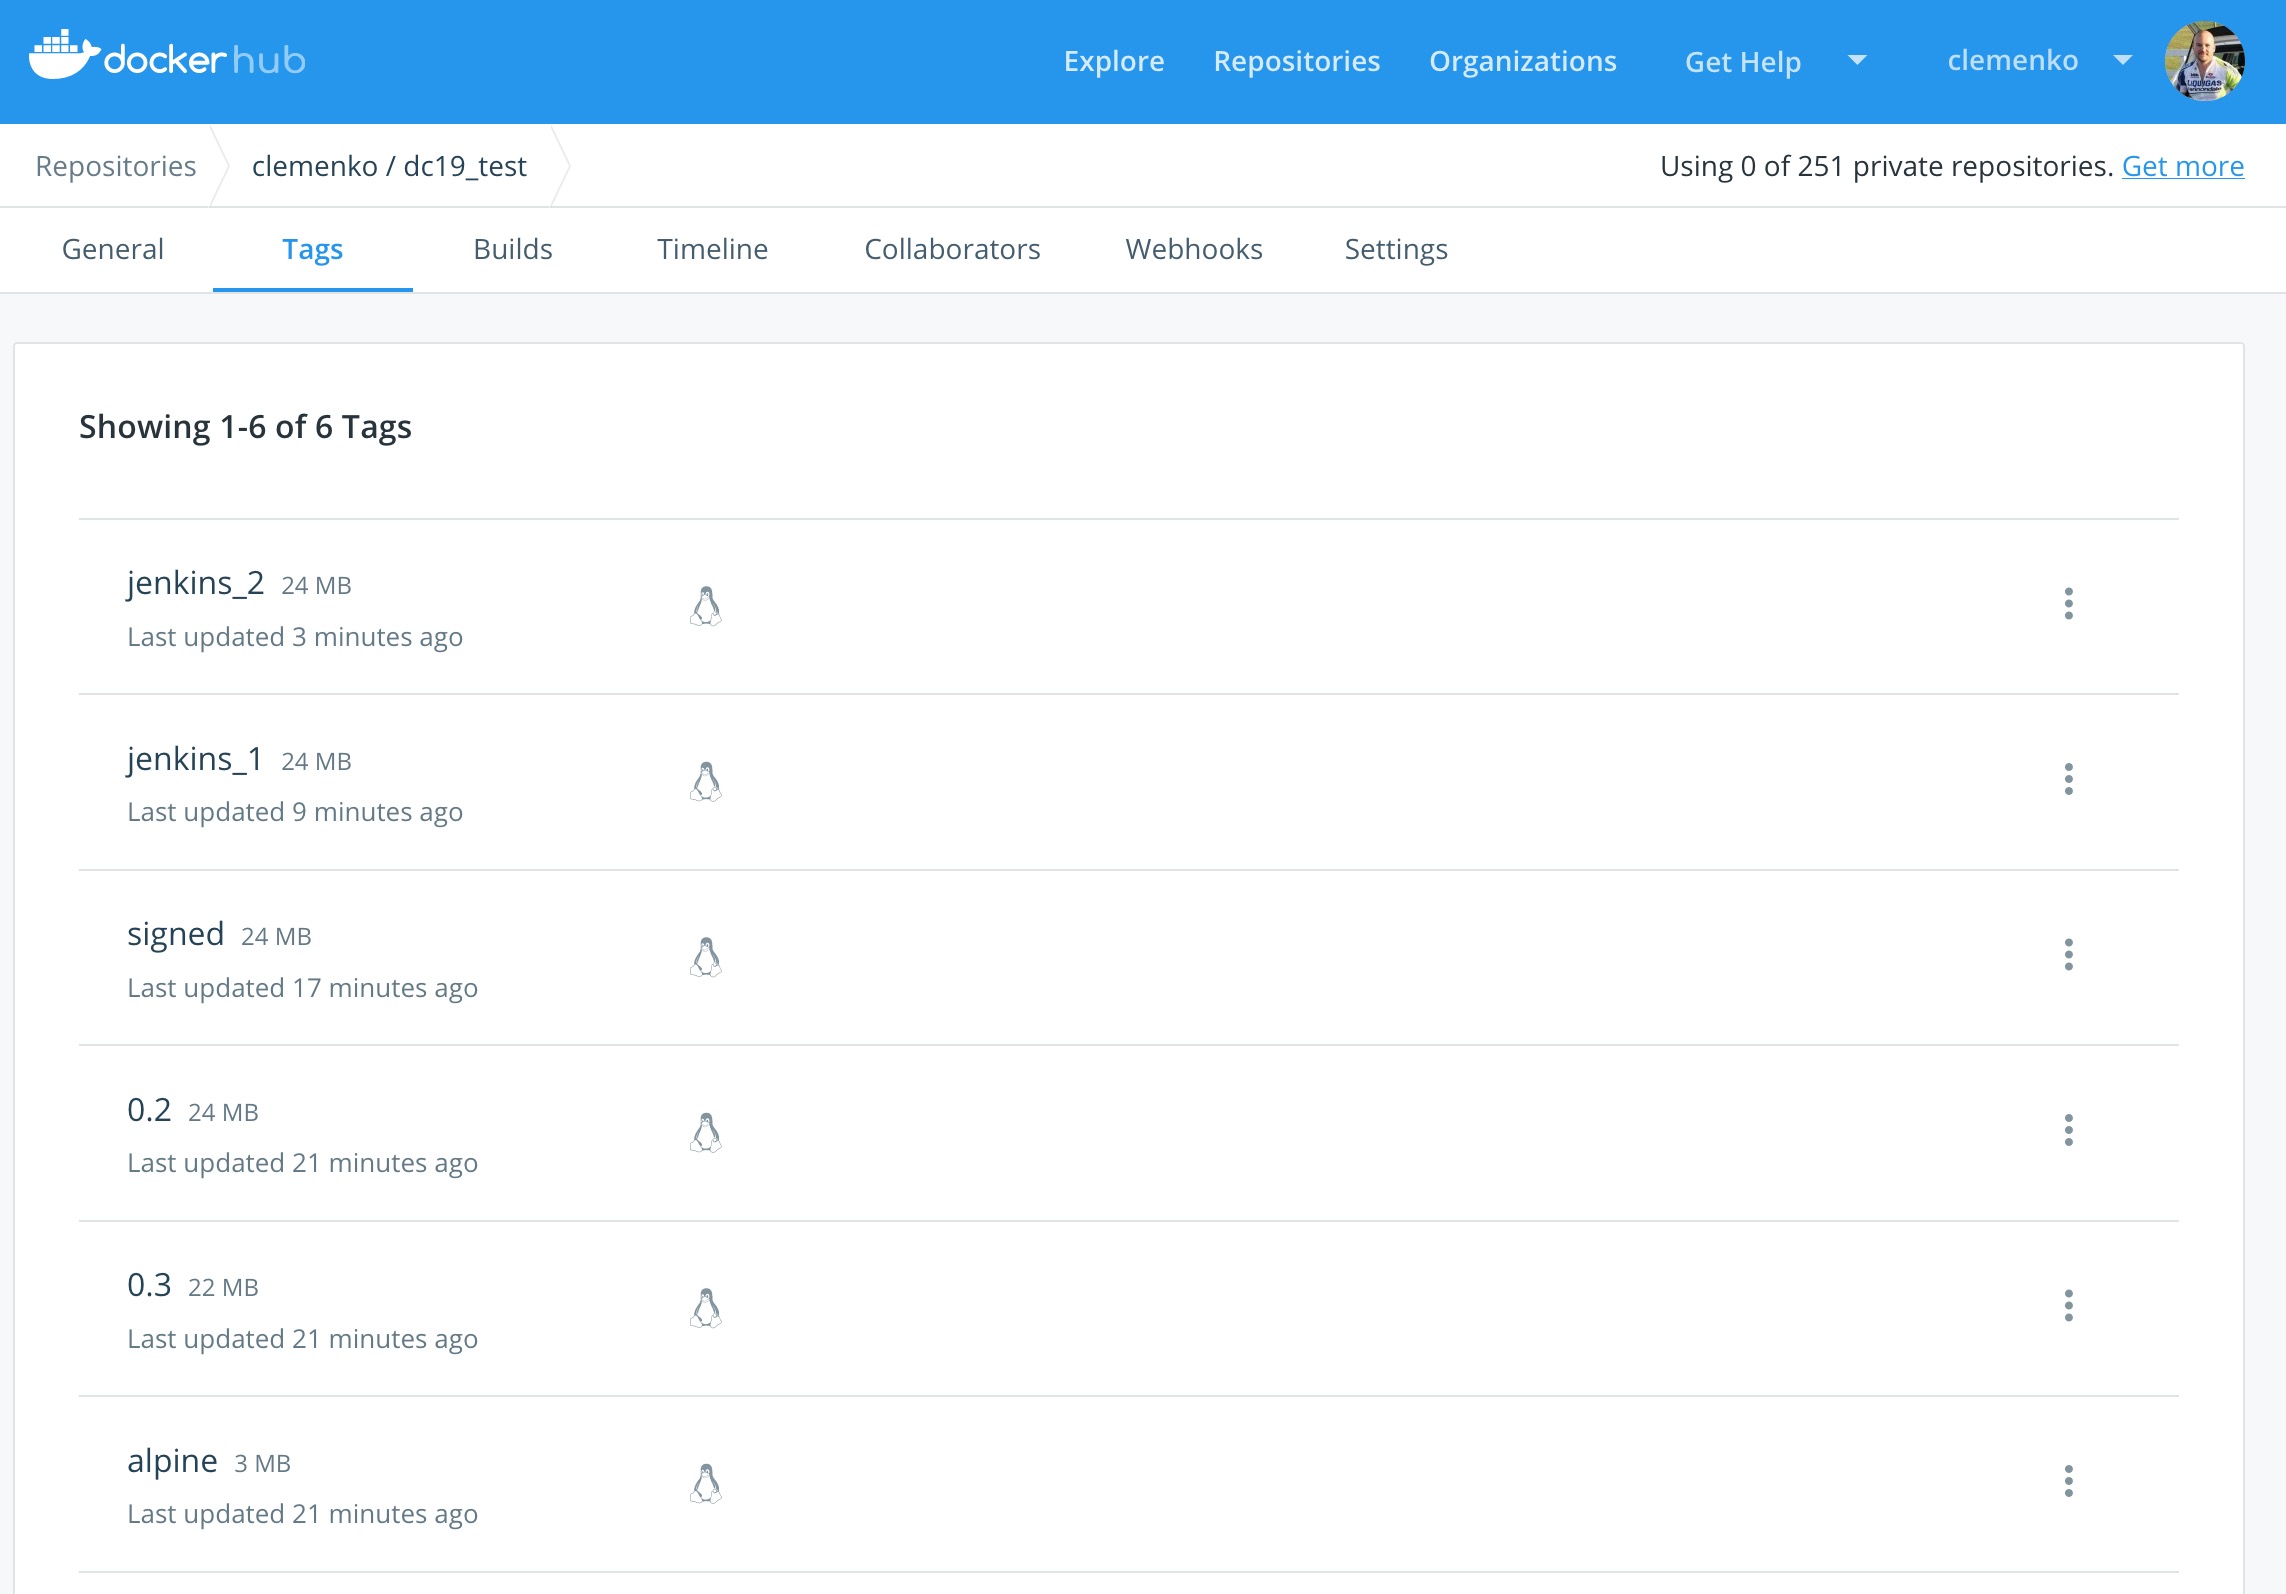 docker hub
Explore Repositories Organizations Get Help clemenko
Repositories clemenko / dc19_test Using 0 of 251 private repositories. Get more
General Tags Builds Timeline Collaborators Webhooks Settings
Showing 1-6 of 6 Tags
jenkins_2 24 MB
Last updated 3 minutes ago
jenkins_1 24 MB
Last updated 9 minutes ago
signed 24 MB
Last updated 17 minutes ago
0.2 24 MB
Last updated 21 minutes ago
0.3 22 MB
Last updated 21 minutes ago
alpine 3 MB
Last updated 21 minutes ago